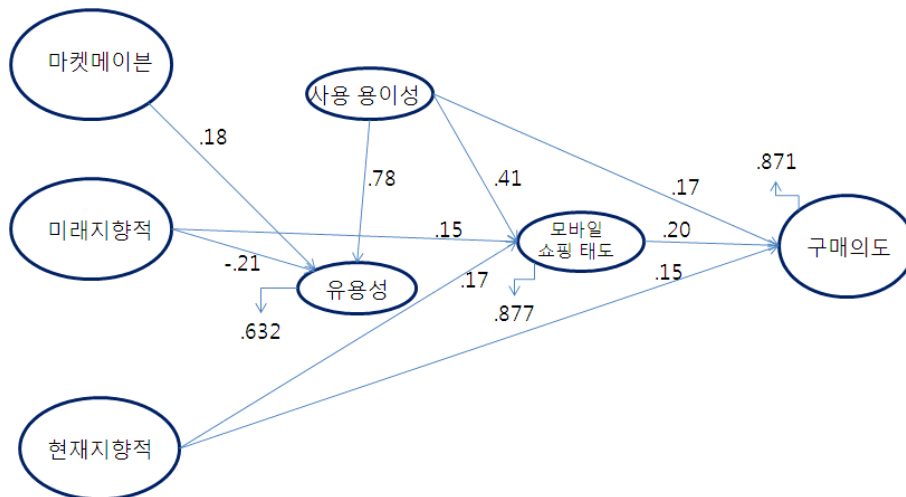 마켓메이븐
사용 용이성
.18
.78
.41
.17
.871
미래지향적
.15
모바일
쇼핑 태도
.20
구매의도
-.21
유용성
.17
.15
.632
.877
현재지향적